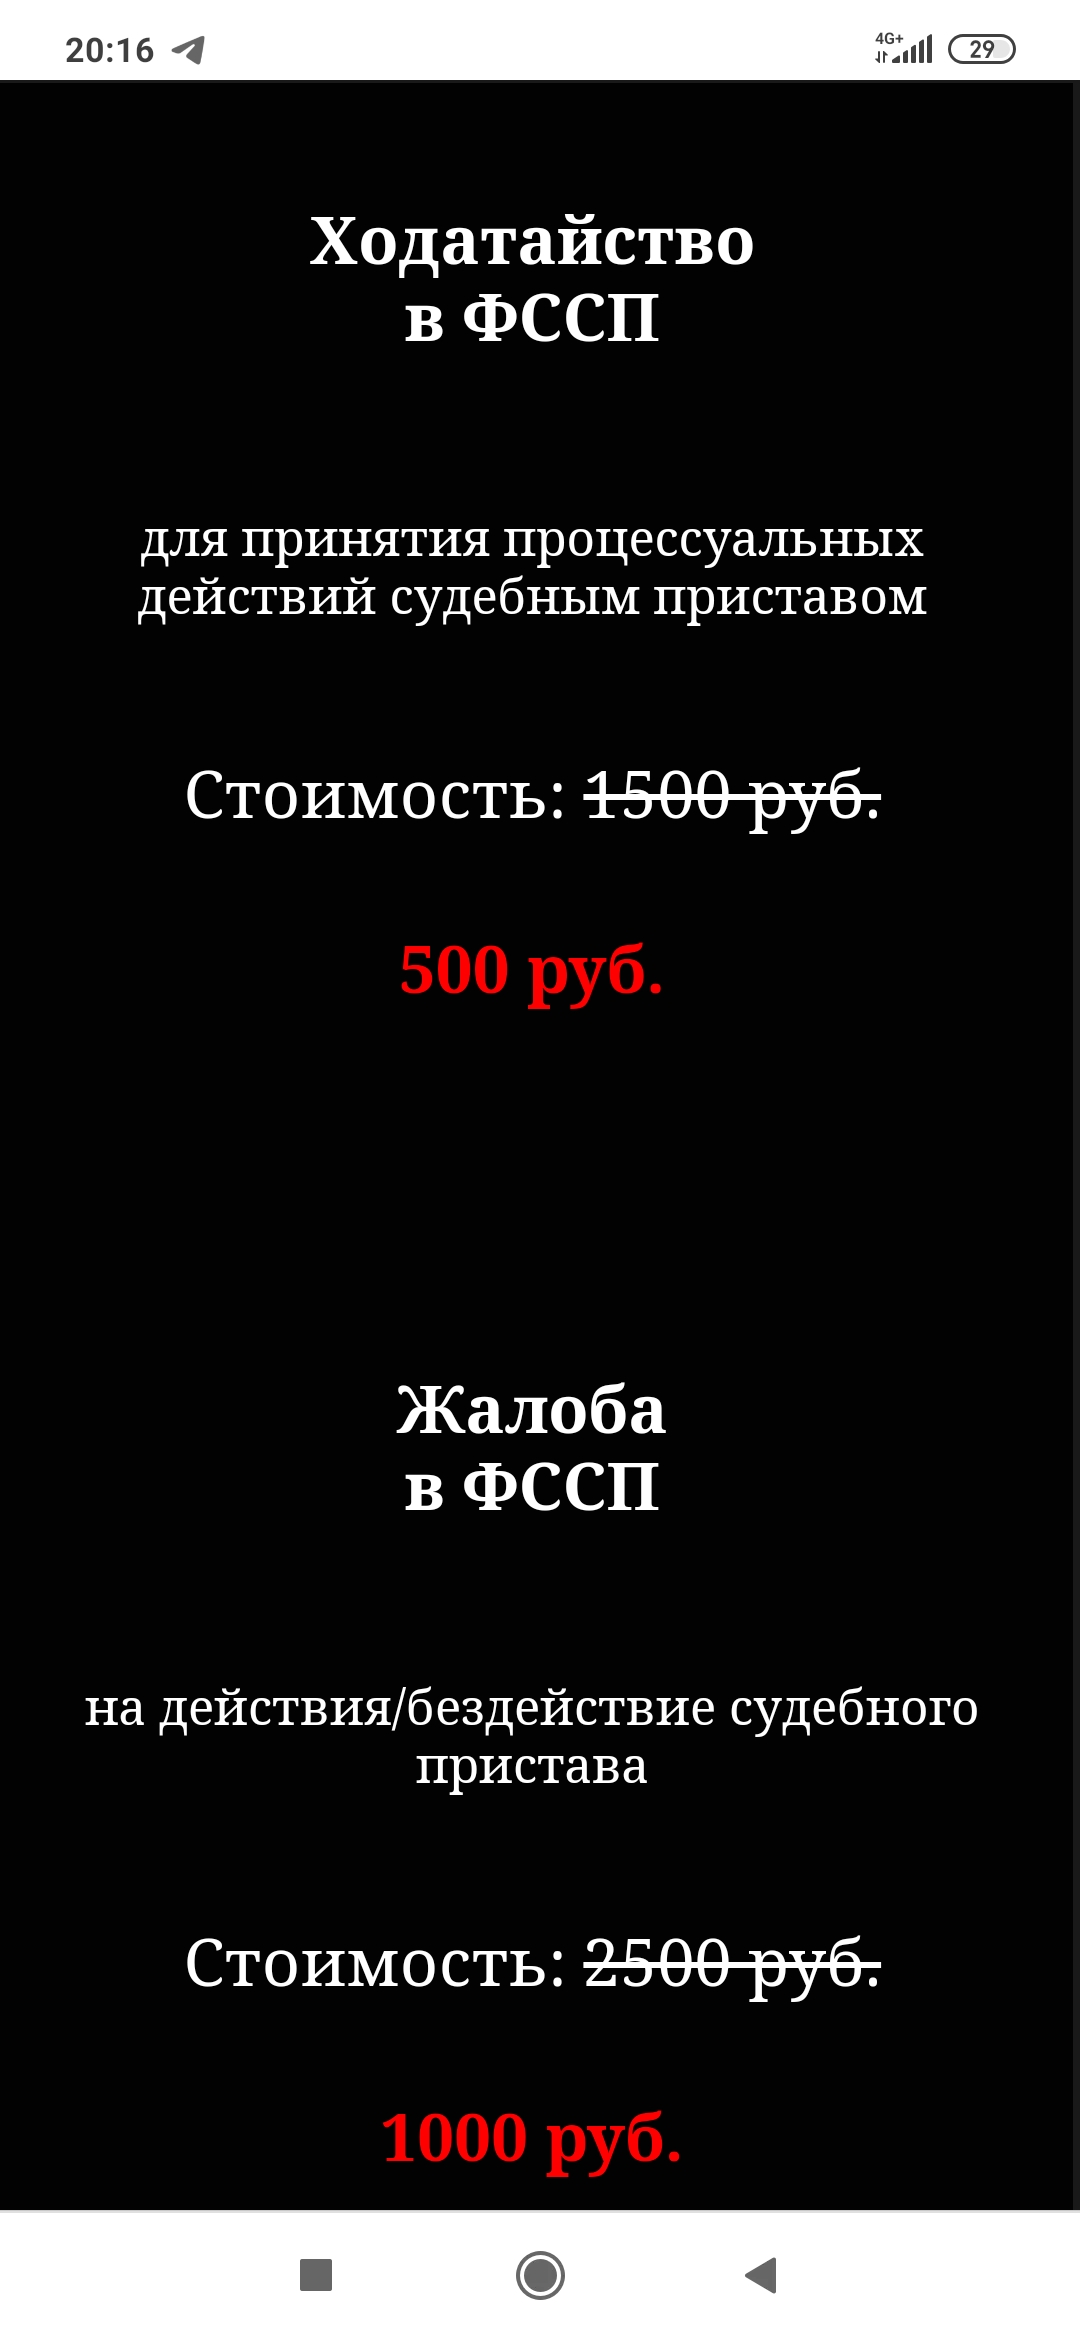 20:16
4G+
29
Ходатайство
в ФССП
для принятия процессуальных
действий судебным приставом
Стоимость: 1500 руб.
500 руб.
Жалоба
в ФССП
на действия/бездействие судебного
пристава
Стоимость: 2500 руб.
1000 руб.